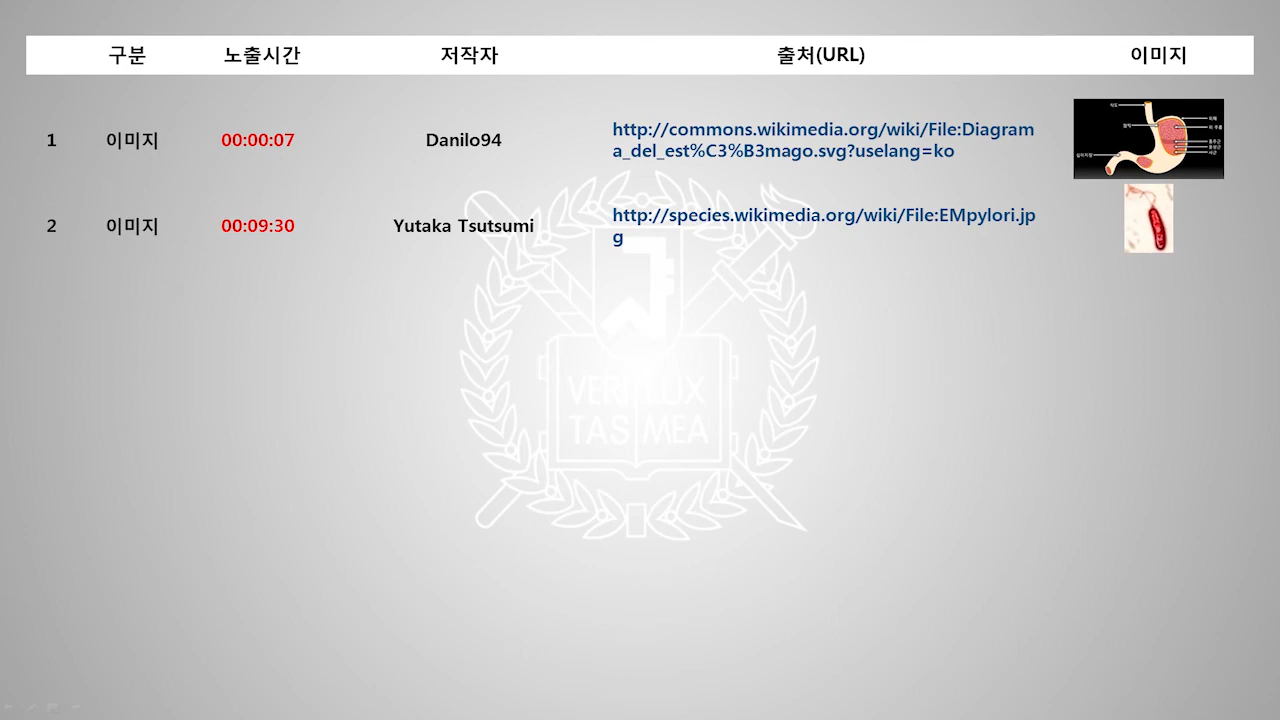 구분 노출시간 저작자 출처(URL) 이미지
1 이미지 00:00:07 Danilo94 http://commons.wikimedia.org/wiki/File:Diagram
a_del_est%C3%B3mago.svg?uselang=ko
2 이미지 00:09:30 Yutaka Tsutsumi http://species.wikimedia.org/wiki/File:EMpylori.jp
g
VERI LUX
TAS MEA